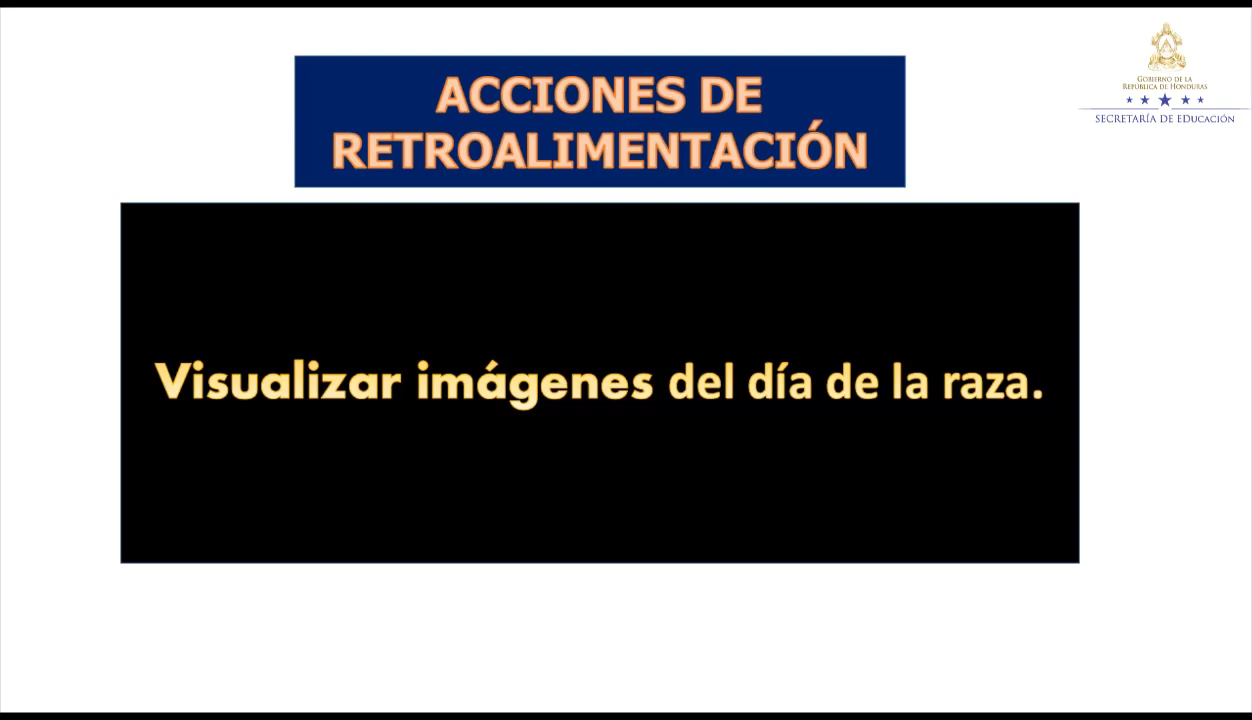 ACCIONES DE
RETROALIMENTACIÓN
GOBIERNO DE LA
REPÚBLICA DE HONDURAS
SECRETARÍA DE EDUCACIÓN
Visualizar imágenes del día de la raza.